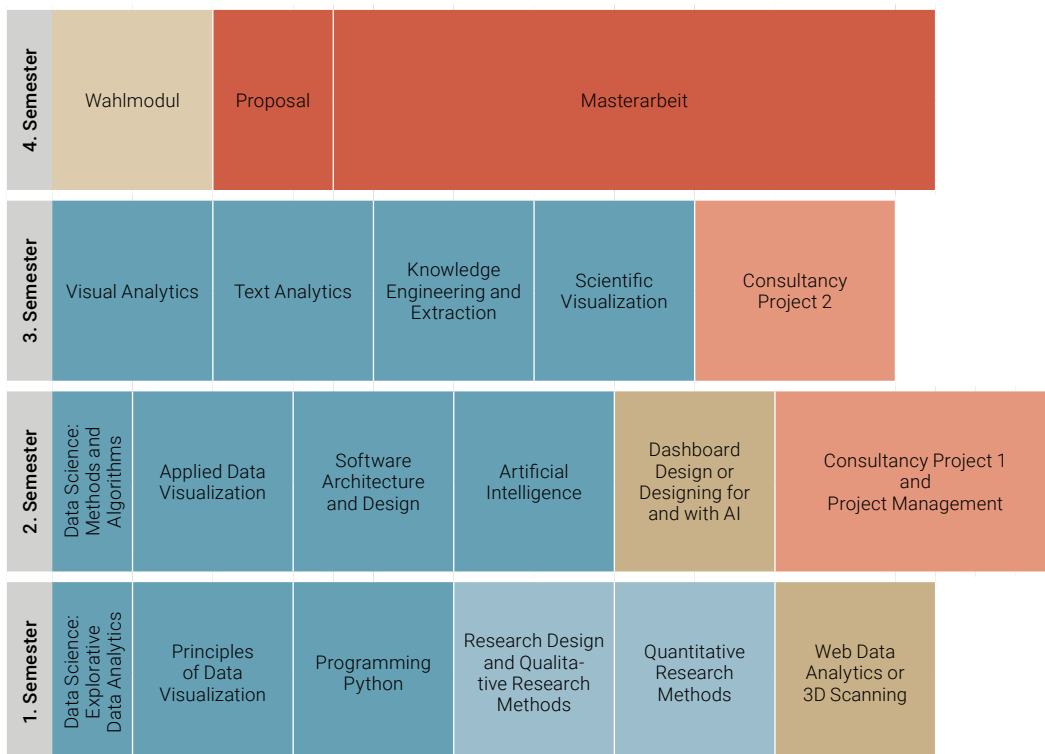 4. Semester
Wahlmodul
Proposal
Masterarbeit
3. Semester
Visual Analytics
Text Analytics
Knowledge
Engineering and
Extraction
Scientific
Visualization
Consultancy
Project 2
2. Semester
Data Science:
Methods and
Algorithms
Applied Data
Visualization
Software
Architecture
and Design
Artificial
Intelligence
Dashboard
Design or
Designing for
and with AI
Consultancy Project 1
and
Project Management
1. Semester
Data Science:
Explorative
Data Analytics
Principles
of Data
Visualization
Programming
Python
Research Design
and Qualita-
tive Research
Methods
Quantitative
Research
Methods
Web Data
Analytics or
3D Scanning